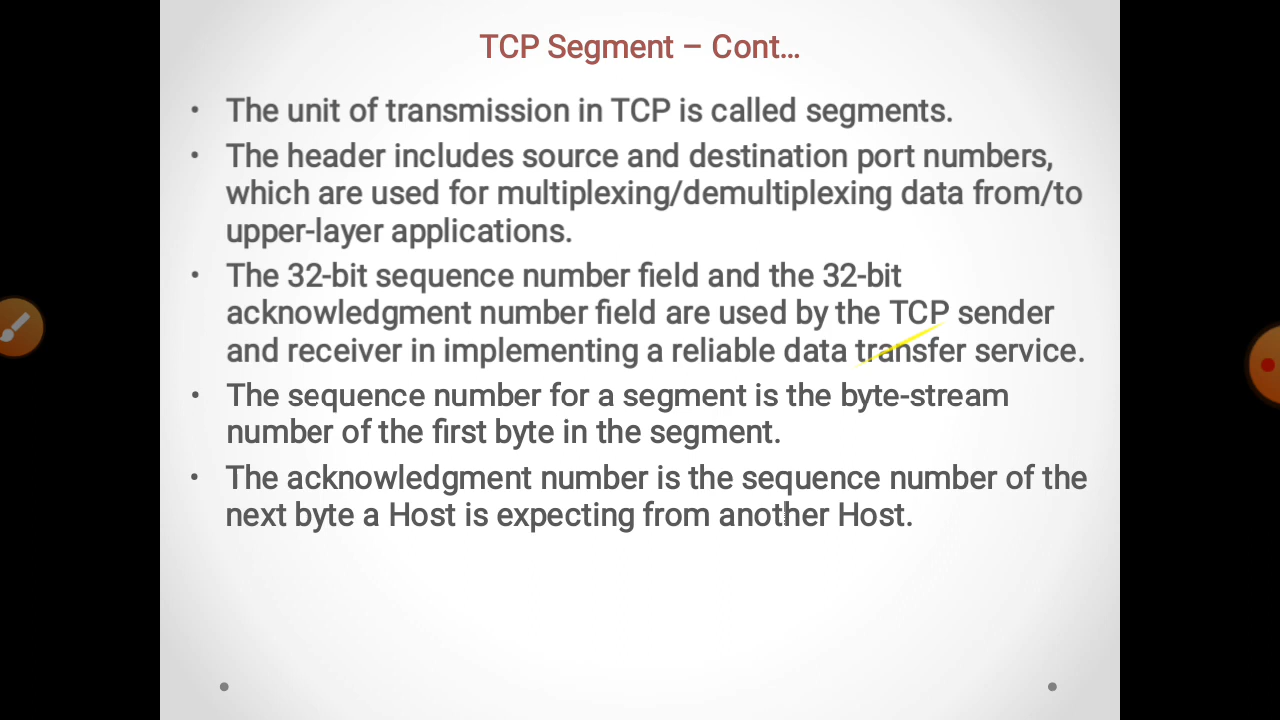 TCP Segment – Cont...
• The unit of transmission in TCP is called segments.
• The header includes source and destination port numbers,
which are used for multiplexing/demultiplexing data from/to
upper-layer applications.
• The 32-bit sequence number field and the 32-bit
acknowledgment number field are used by the TCP sender
and receiver in implementing a reliable data transfer service.
• The sequence number for a segment is the byte-stream
number of the first byte in the segment.
• The acknowledgment number is the sequence number of the
next byte a Host is expecting from another Host.